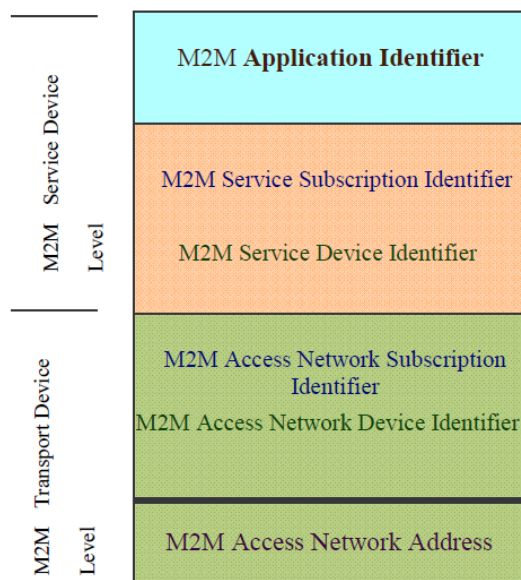 M2M Service Device
Level
M2M Transport Device
Level
M2M Application Identifier
M2M Service Subscription Identifier
M2M Service Device Identifier
M2M Access Network Subscription
Identifier
M2M Access Network Device Identifier
M2M Access Network Address